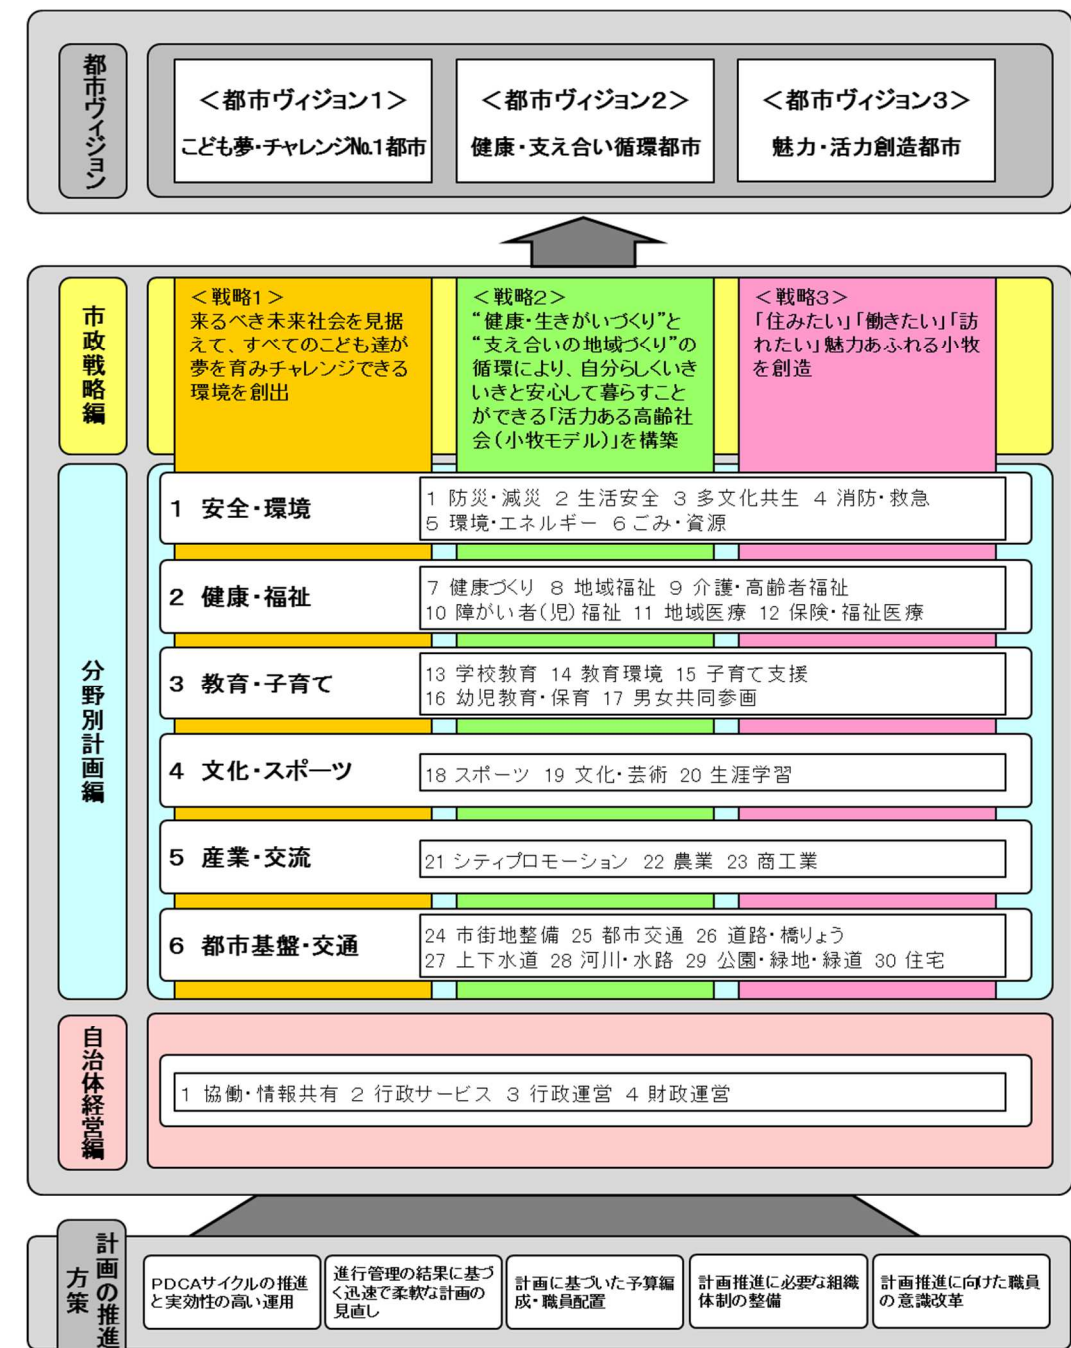 都市ヴィジョン
＜都市ヴィジョン１＞
こども夢・チャレンジ№１都市
＜都市ヴィジョン２＞
健康・支え合い循環都市
＜都市ヴィジョン３＞
魅力・活力創造都市
市政戦略編
＜戦略１＞
来るべき未来社会を見据
えて、すべてのこども達が
夢を育みチャレンジできる
環境を創出
＜戦略２＞
“健康・生きがいづくり”と
“支え合いの地域づくり”の
循環により、自分らしくいき
いきと安心して暮らすこと
ができる「活力ある高齢社
会（小牧モデル）」を構築
＜戦略３＞
「住みたい」「働きたい」「訪
れたい」魅力あふれる小牧
を創造
分野別計画編
１ 安全・環境
1 防災・減災 2 生活安全 3 多文化共生 4 消防・救急
5 環境・エネルギー 6 ごみ・資源
２ 健康・福祉
7 健康づくり 8 地域福祉 9 介護・高齢者福祉
10 障がい者（児）福祉 11 地域医療 12 保険・福祉医療
３ 教育・子育て
13 学校教育 14 教育環境 15 子育て支援
16 幼児教育・保育 17 男女共同参画
４ 文化・スポーツ
18 スポーツ 19 文化・芸術 20 生涯学習
５ 産業・交流
21 シティプロモーション 22 農業 23 商工業
６ 都市基盤・交通
24 市街地整備 25 都市交通 26 道路・橋りょう
27 上下水道 28 河川・水路 29 公園・緑地・緑道 30 住宅
自治体経営編
1 協働・情報共有 2 行政サービス 3 行政運営 4 財政運営
計画の推進
方策
PDCAサイクルの推進
と実効性の高い運用
進行管理の結果に基づ
く迅速で柔軟な計画の
見直し
計画に基づいた予算編
成・職員配置
計画推進に必要な組織
体制の整備
計画推進に向けた職員
の意識改革